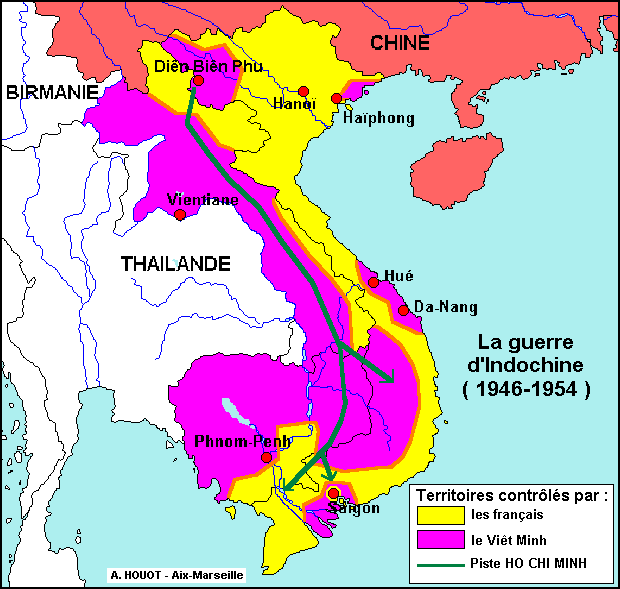 CHINE
Diên Biên Phu
BIRMANIE
Hanoï
Haïphong
Vientiane
THAILANDE
Hué
Da-Nang
La guerre
d'Indochine
( 1946-1954 )
Phnom-Penh
Saïgon
Territoires contrôlés par :
les français
le Viêt Minh
Piste HO CHI MINH
A. HOUOT - Aix-Marseille